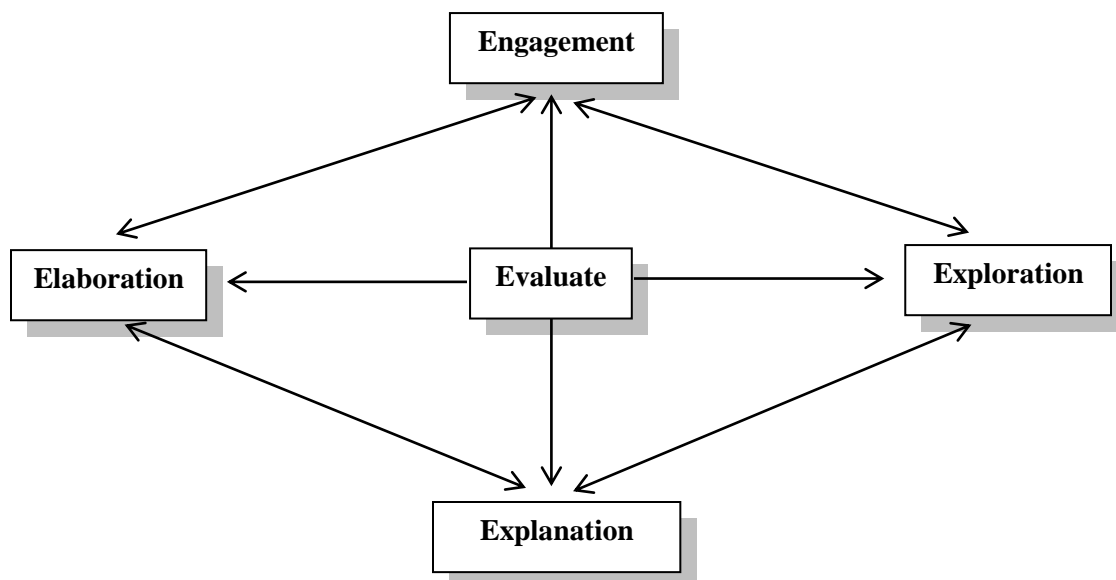 Engagement
Elaboration
Evaluate
Exploration
Explanation